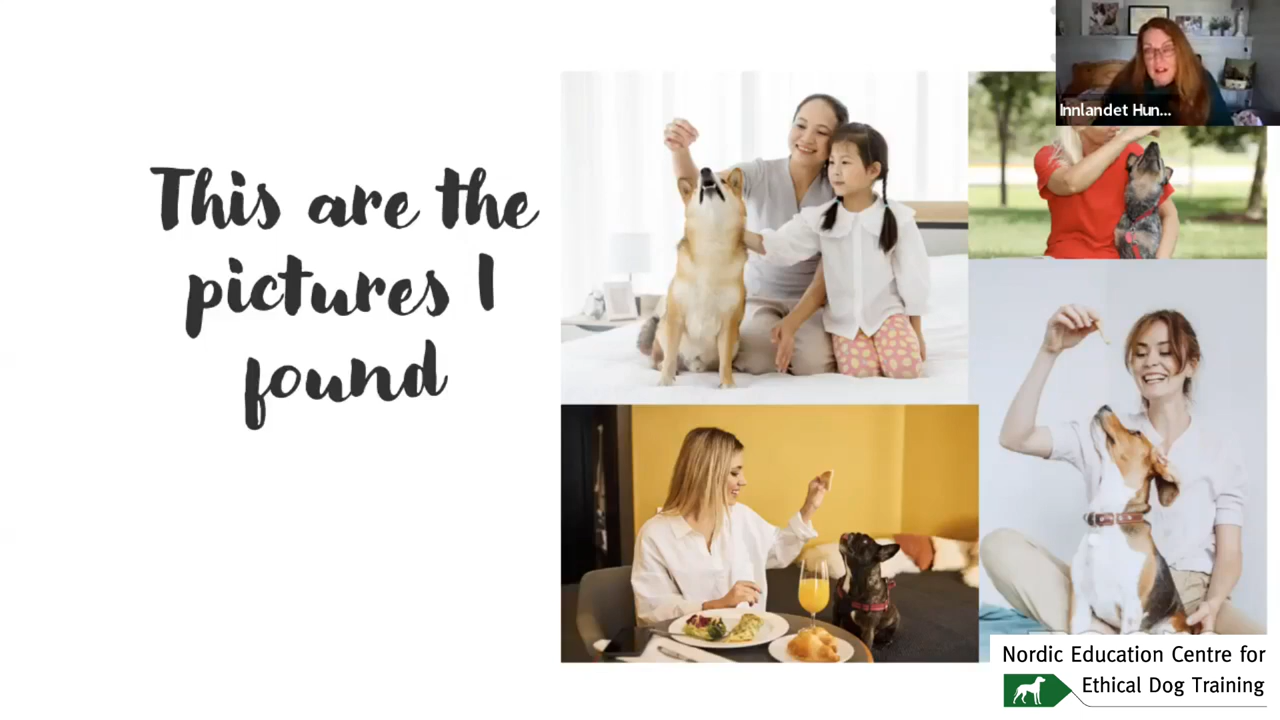 Innlandet Hun...
This are the
pictures I
found
Nordic Education Centre for
Ethical Dog Training